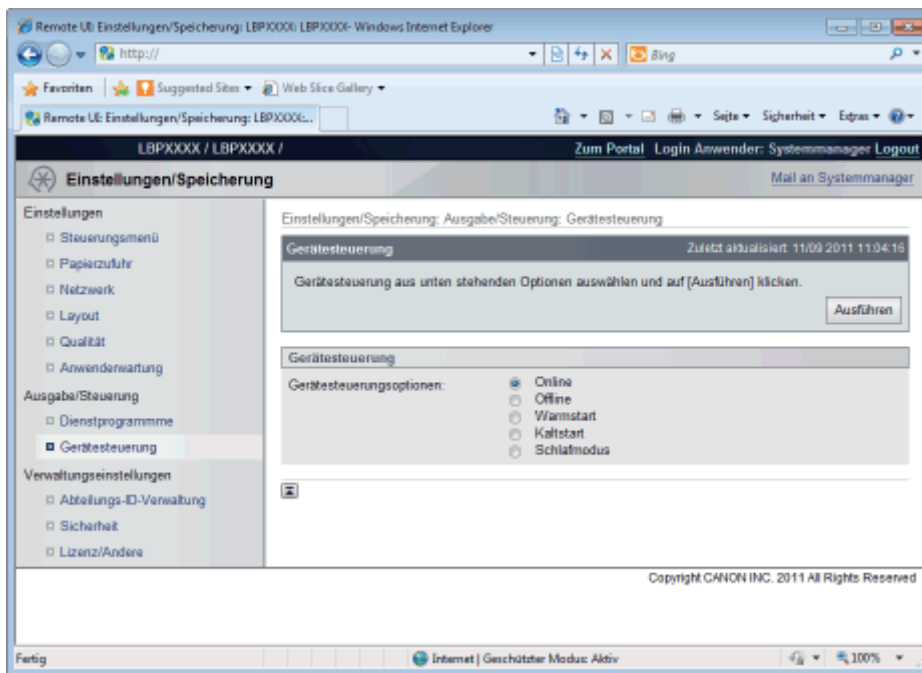 Remote UI: Einstellungen/Speicherung: LBPXXXX: LBPXXXX- Windows Internet Explorer
http://
Bing
Favoriten Suggested Sites Web Slice Gallery
Remote UI: Einstellungen/Speicherung: LBPXXXX:... Seite Sicherheit Extras
LBPXXXX / LBPXXXX / Zum Portal Login Anwender: Systemmanager Logout
Einstellungen/Speicherung Mail an Systemmanager
Einstellungen
Steuerungsmenü
Papierzufuhr
Netzwerk
Layout
Qualität
Anwenderwartung
Ausgabe/Steuerung
Dienstprogrammme
Gerätesteuerung
Verwaltungseinstellungen
Abteilungs-ID-Verwaltung
Sicherheit
Lizenz/Andere
Einstellungen/Speicherung: Ausgabe/Steuerung: Gerätesteuerung
Gerätesteuerung Zuletzt aktualisiert: 11/09 2011 11:04:16
Gerätesteuerung aus unten stehenden Optionen auswählen und auf [Ausführen] klicken.
Ausführen
Gerätesteuerung
Gerätesteuerungsoptionen: Online
Offline
Warmstart
Kaltstart
Schlafmodus
Copyright CANON INC. 2011 All Rights Reserved
Fertig Internet | Geschützter Modus: Aktiv 100%